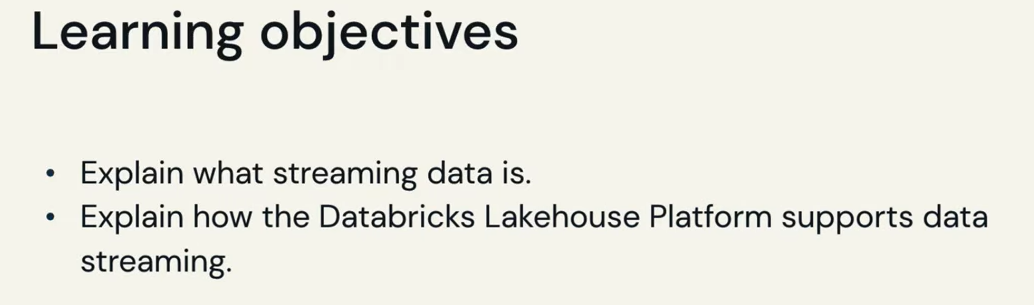 Learning objectives
• Explain what streaming data is.
• Explain how the Databricks Lakehouse Platform supports data
streaming.